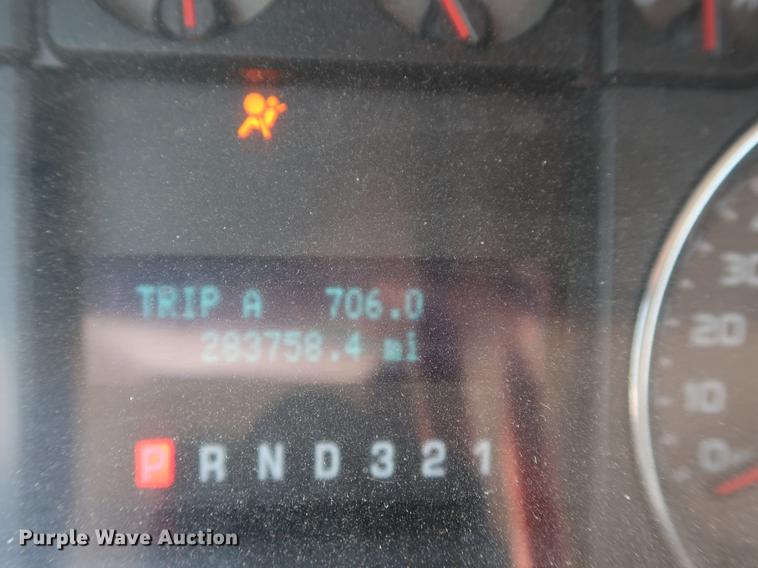 TRIP A 706.0
283758.4 mi
P R N D 3 2 1
30
20
10
0
Purple Wave Auction